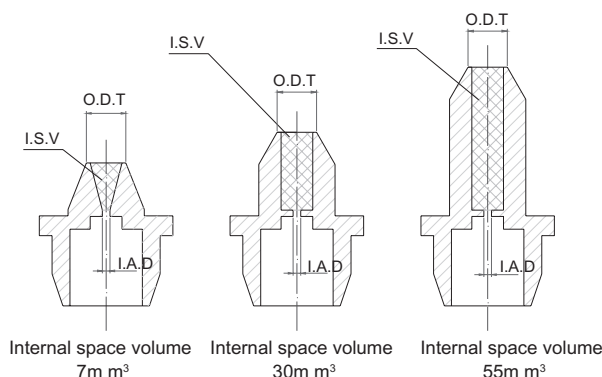 I.S.V
O.D.T
I.S.V
O.D.T
O.D.T
I.S.V
I.A.D
I.A.D
I.A.D
Internal space volume
7m m³
Internal space volume
30m m³
Internal space volume
55m m³